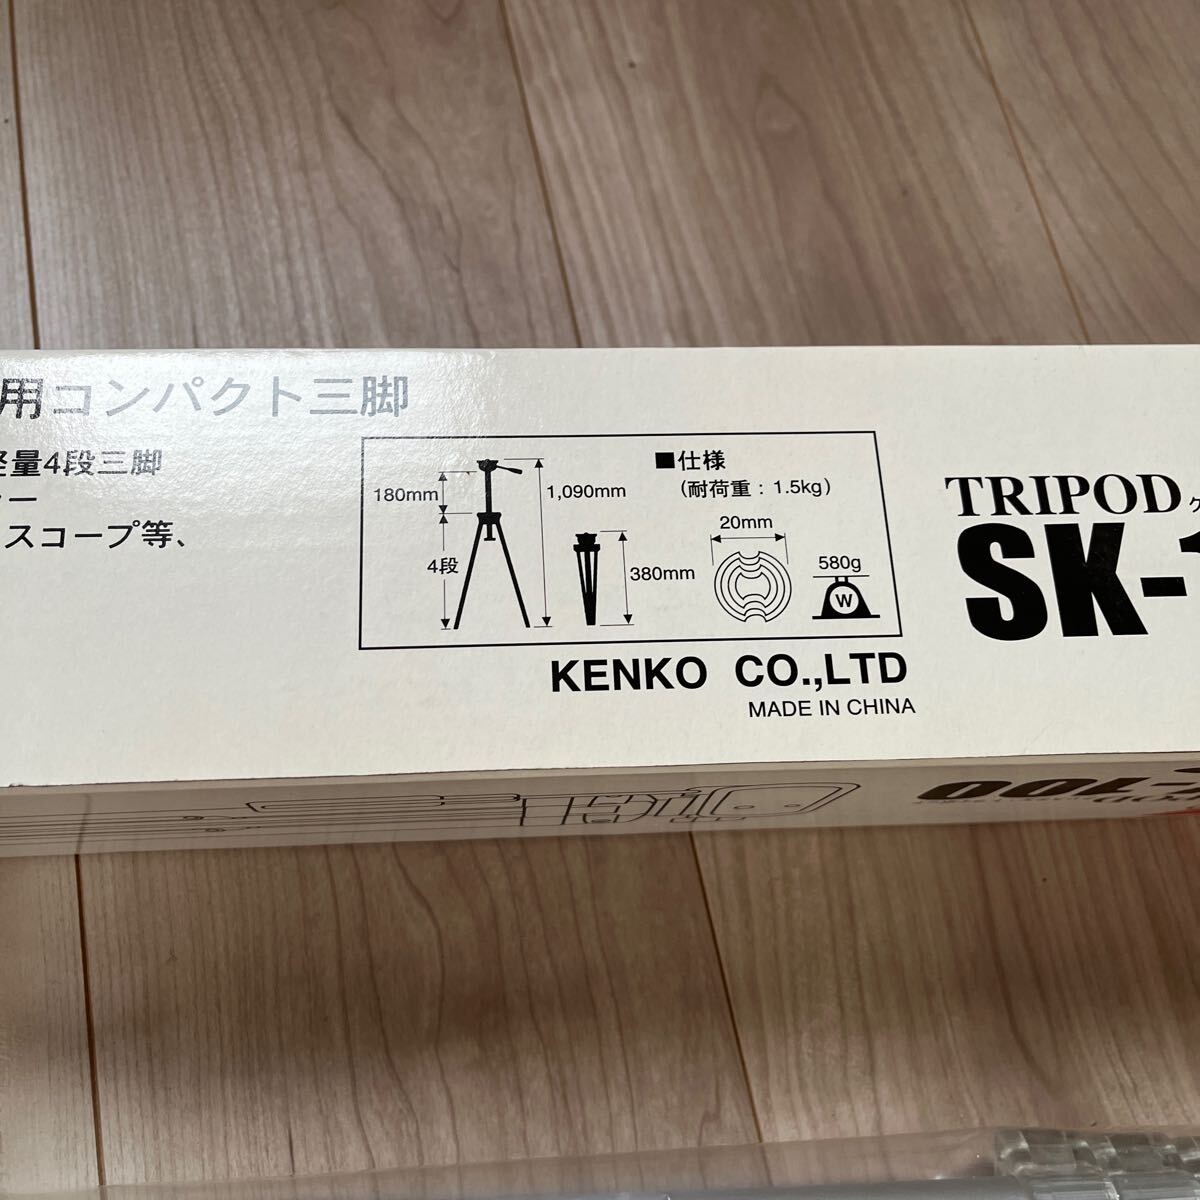 用コンパクト三脚
軽量4段三脚
スコープ等、
■仕様
(耐荷重：1.5kg)
180mm
1,090mm
4段
380mm
20mm
580g
W
KENKO CO.,LTD
MADE IN CHINA
TRIPOD
SK-1
-100